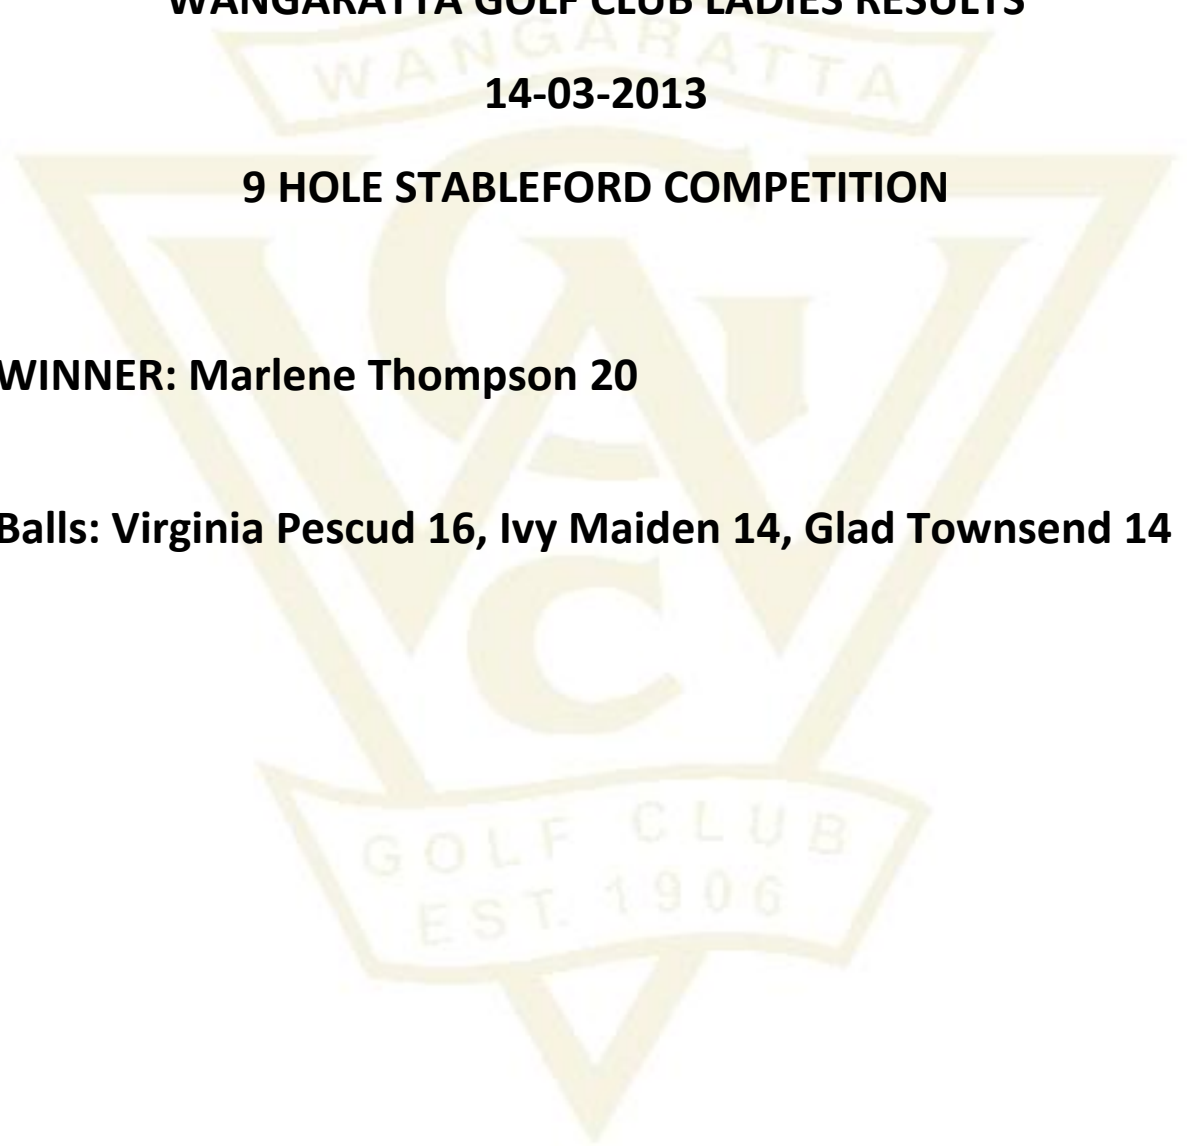 WANGARATTA GOLF CLUB LADIES RESULTS
WANGARATTA
14-03-2013
9 HOLE STABLEFORD COMPETITION
WINNER: Marlene Thompson 20
Balls: Virginia Pescud 16, Ivy Maiden 14, Glad Townsend 14
WGC
GOLF CLUB
EST. 1906